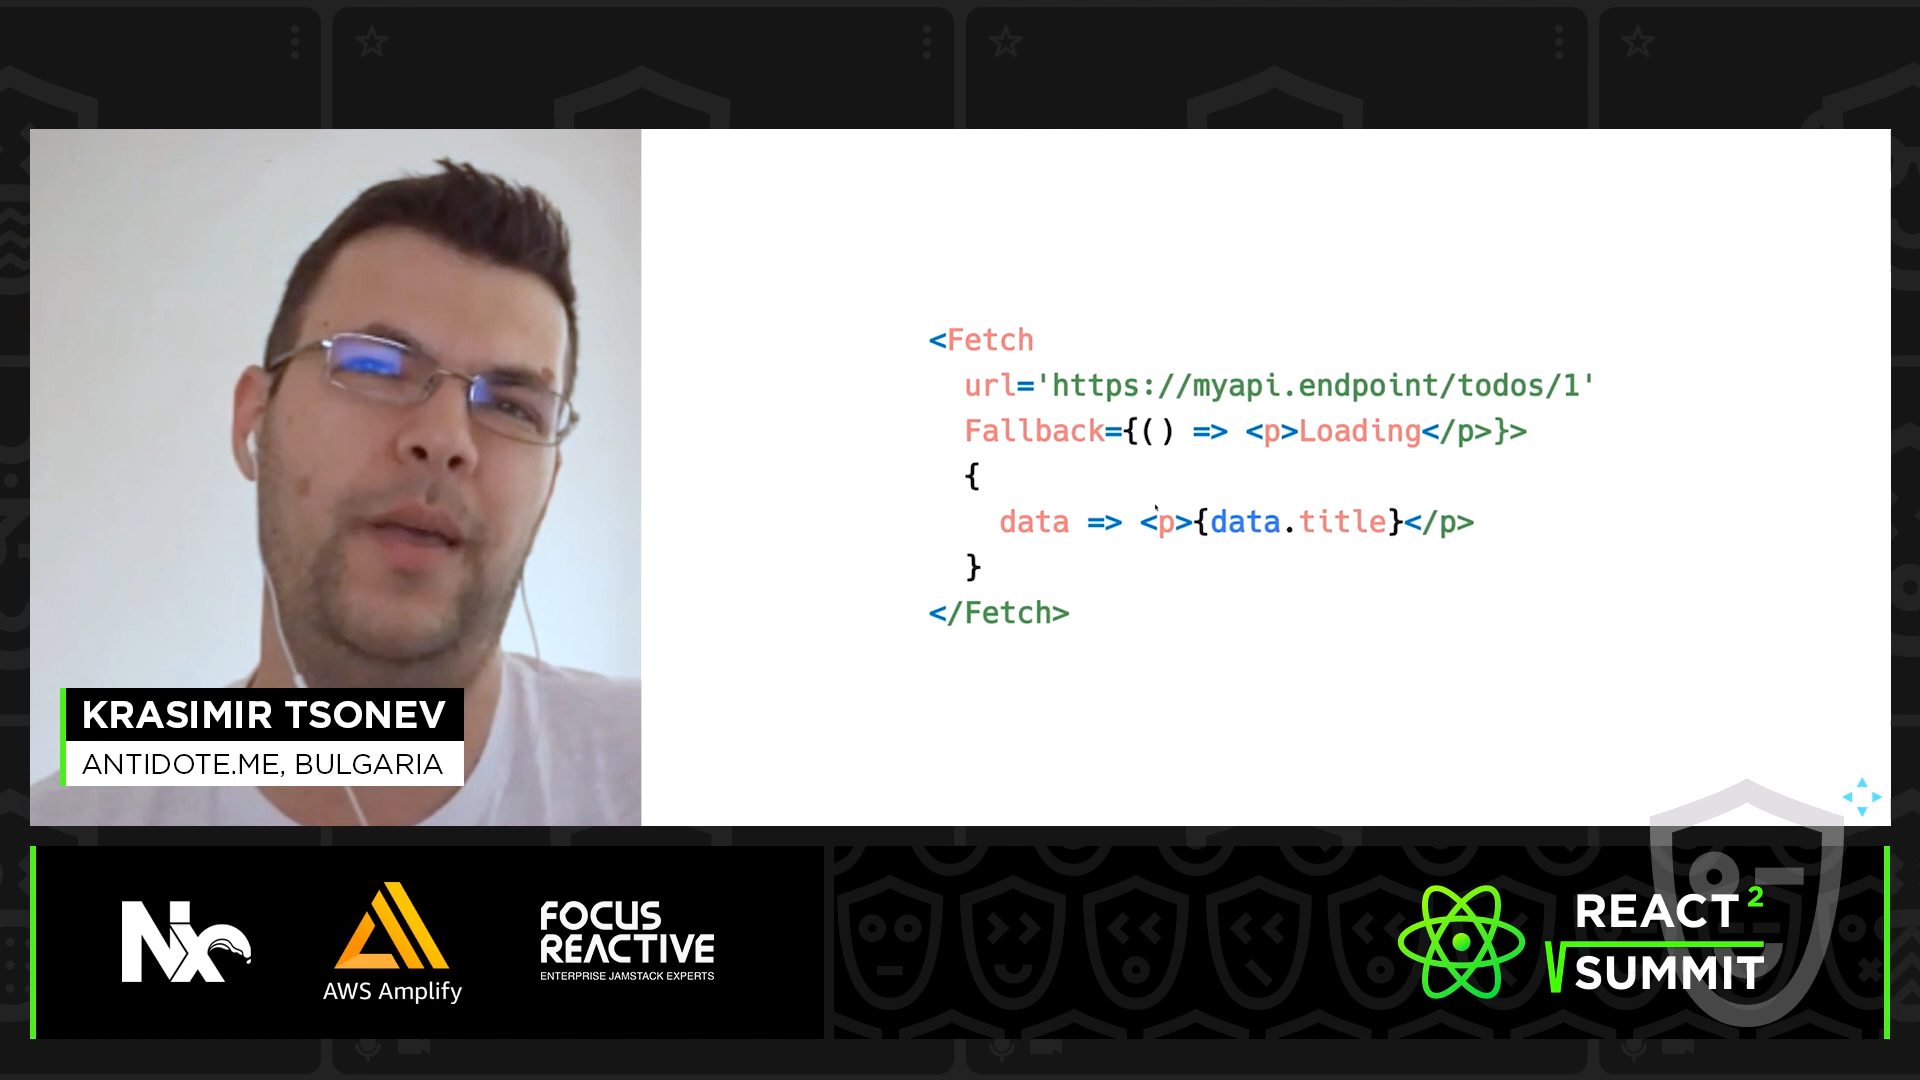 <Fetch
url='https://myapi.endpoint/todos/1'
Fallback={() => <p>Loading</p>}>
{
data => <p>{data.title}</p>
}
</Fetch>
KRASIMIR TSONEV
ANTIDOTE.ME, BULGARIA
Nx
AWS Amplify
FOCUS
REACTIVE
ENTERPRISE JAMSTACK EXPERTS
REACT 2
SUMMIT